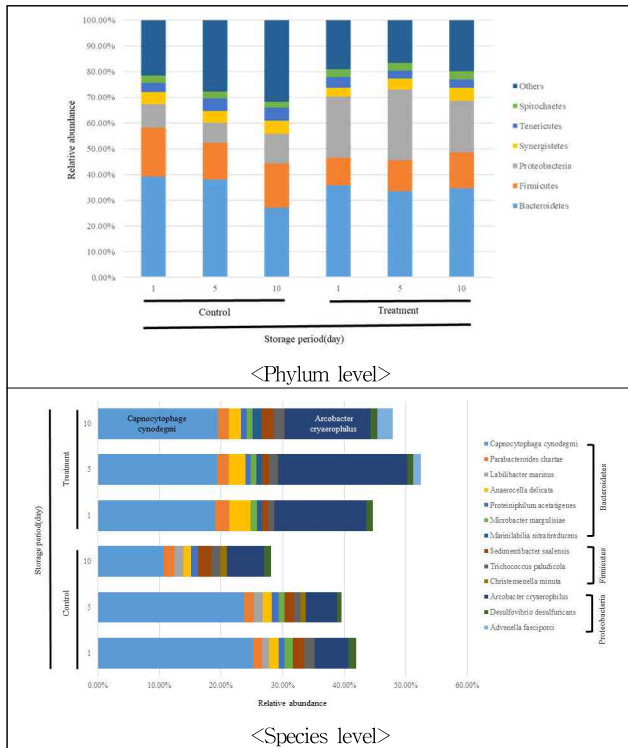 100.00%
90.00%
80.00%
70.00%
60.00%
50.00%
40.00%
30.00%
20.00%
10.00%
0.00%
Relative abundance
1 5 10 1 5 10
Control Treatment
Storage period(day)
Others
Spirochaetes
Tenericutes
Synergistetes
Proteobacteria
Firmicutes
Bacteroidetes
<Phylum level>
Storage period(day)
Treatment
Control
10
5
1
10
5
1
Capnocytophage
cynodegmi
Arcobacter
cryaerophilus
0.00% 10.00% 20.00% 30.00% 40.00% 50.00% 60.00%
Relative abundance
Capnocytophaga cynodegmi
Parabacteroides chartae
Labilibacter marinus
Anaerocella delicata
Proteiniphilum acetatigenes
Microbacter margulisiae
Marinilabilia nitratireducens
Sedimentibacter saalensis
Trichococcus paludicola
Christensenella minuta
Arcobacter cryaerophilus
Desulfovibrio desulfuricans
Advenella faeciporci
Bacteroidetes
Firmicutes
Proteobacteria
<Species level>